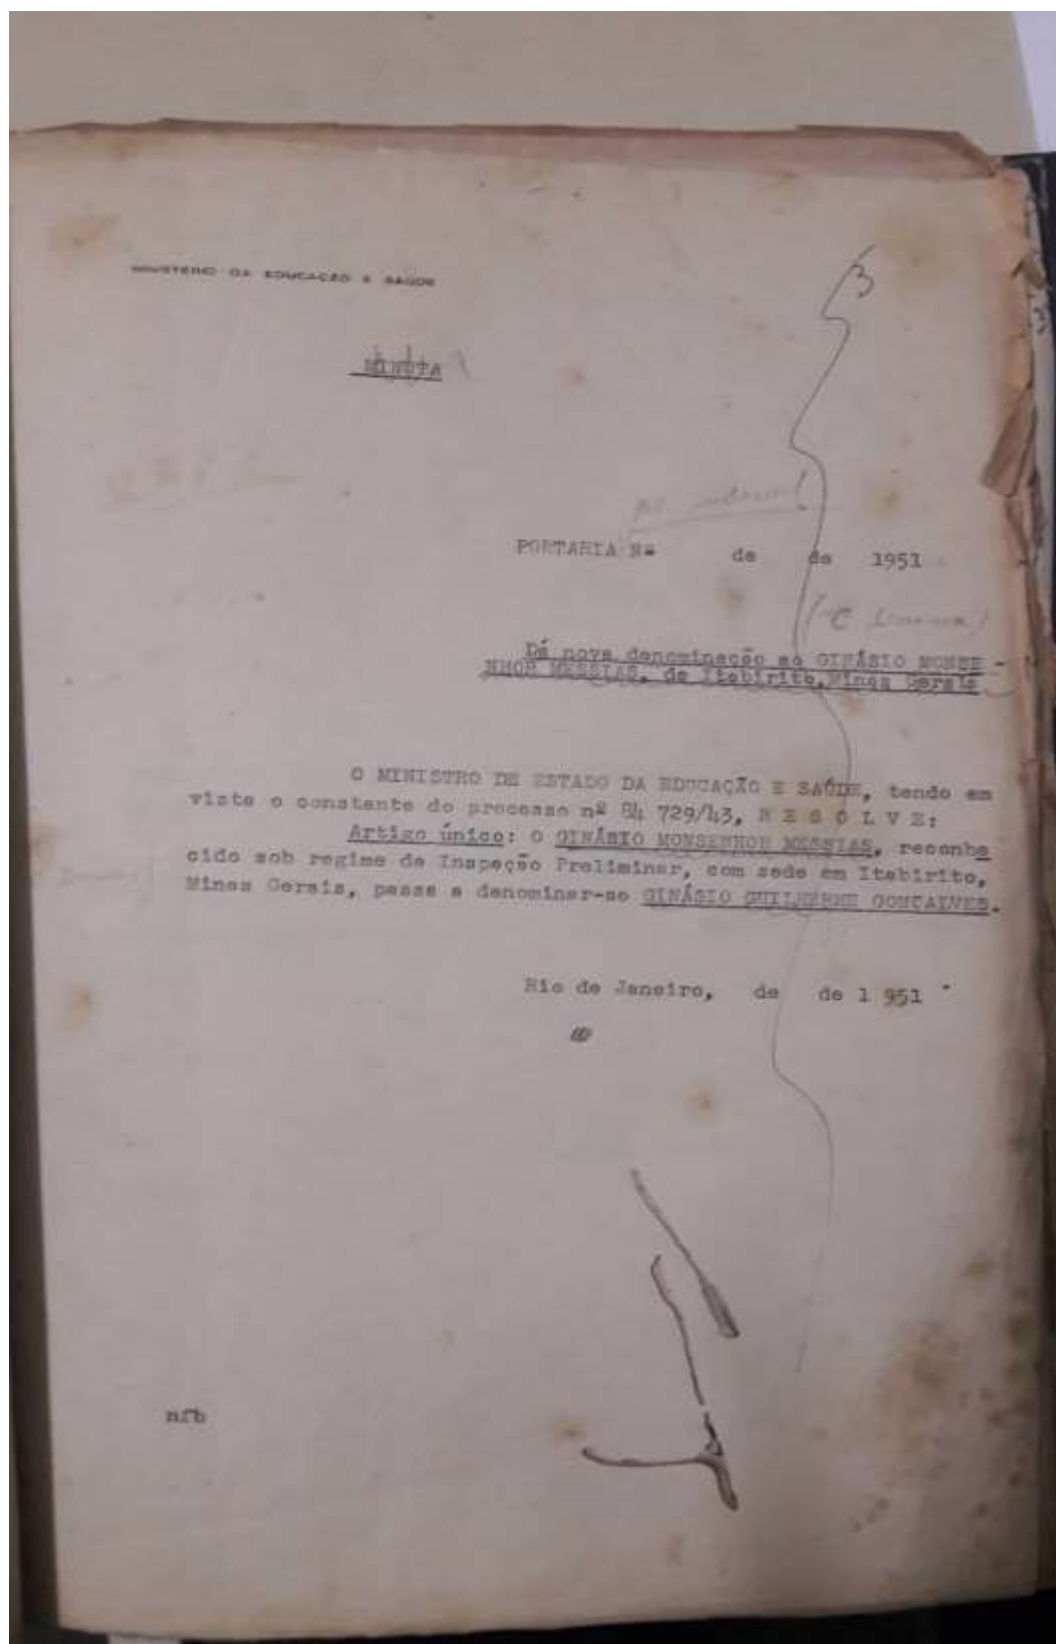 MINISTÉRIO DA EDUCAÇÃO E SAÚDE
MINUTA
PORTARIA Nº de de 1951
Dá nova denominação ao GINÁSIO MONSE -
NHOR MESSIAS, de Itabirito, Minas Gerais
O MINISTRO DE ESTADO DA EDUCAÇÃO E SAÚDE, tendo em
vista o constante do processo nº 84 729/43, R E S O L V E:
Artigo único: O GINÁSIO MONSENHOR MESSIAS, reconhe
cido sob regime de Inspeção Preliminar, com sede em Itabirito,
Minas Gerais, passa a denominar-se GINÁSIO GUILHERME GONÇALVES.
Rio de Janeiro, de de 1 951
nfb